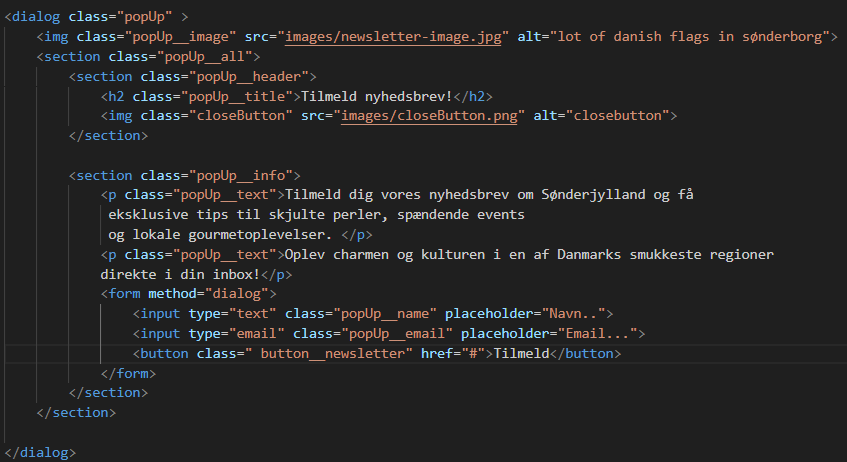 <dialog class="popUp" >
<img class="popUp__image" src="images/newsletter-image.jpg" alt="lot of danish flags in sønderborg">
<section class="popUp__all">
<section class="popUp__header">
<h2 class="popUp__title">Tilmeld nyhedsbrev!</h2>
<img class="closeButton" src="images/closeButton.png" alt="closebutton">
</section>
<section class="popUp__info">
<p class="popUp__text">Tilmeld dig vores nyhedsbrev om Sønderjylland og få
eksklusive tips til skjulte perler, spændende events
og lokale gourmetoplevelser. </p>
<p class="popUp__text">Oplev charmen og kulturen i en af Danmarks smukkeste regioner
direkte i din inbox!</p>
<form method="dialog">
<input type="text" class="popUp__name" placeholder="Navn..">
<input type="email" class="popUp__email" placeholder="Email...">
<button class=" button__newsletter" href="#">Tilmeld</button>
</form>
</section>
</section>
</dialog>